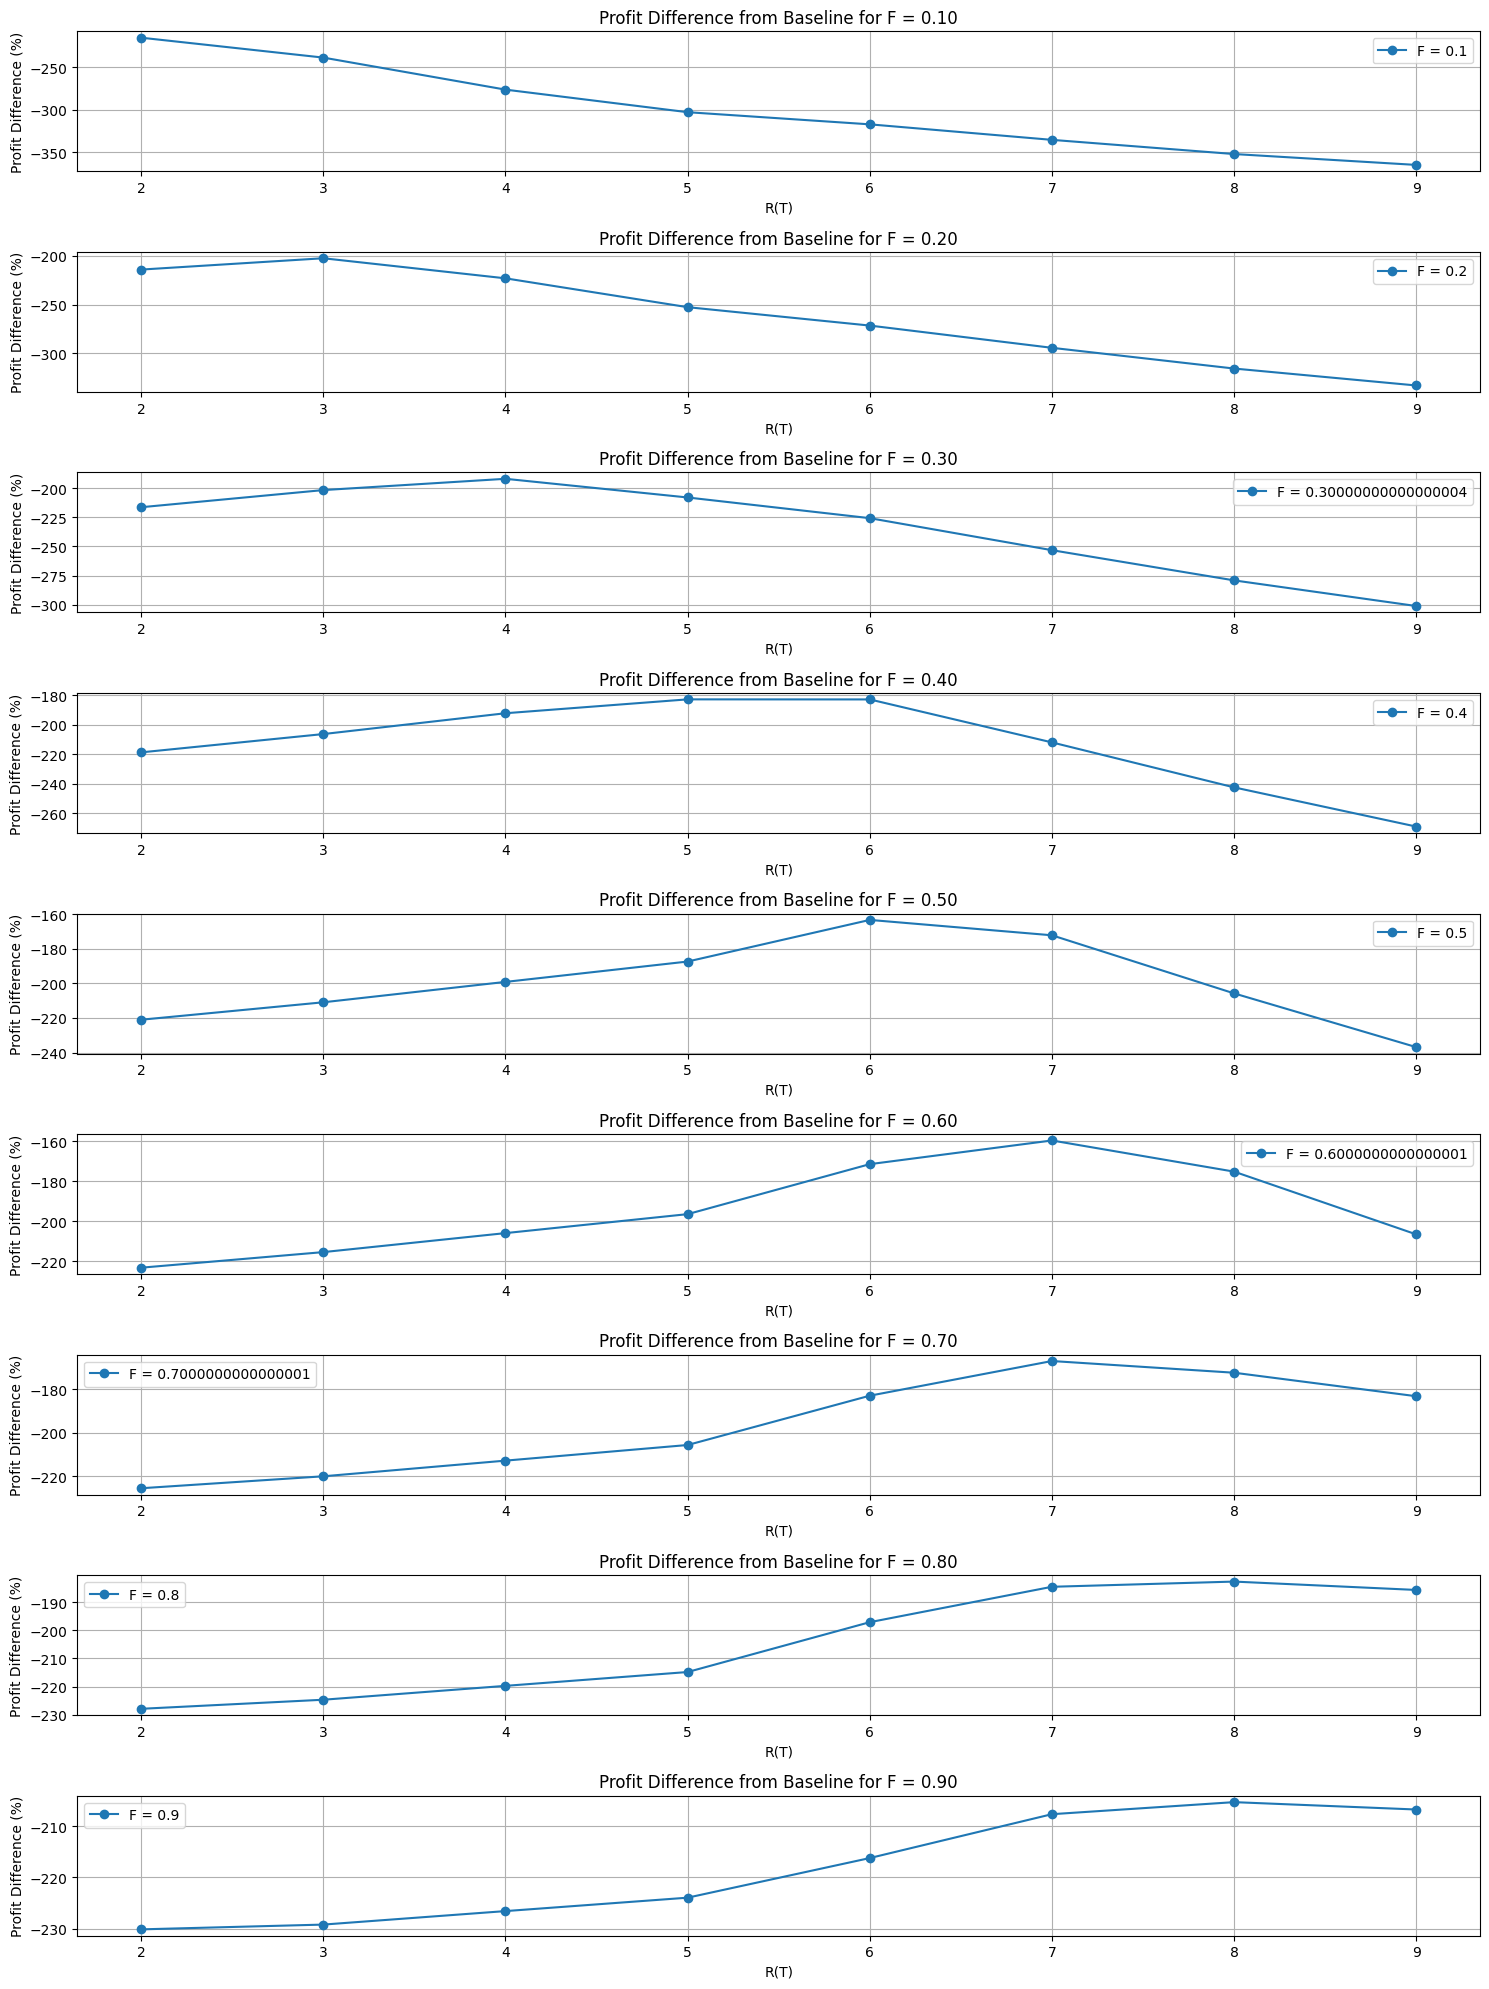 Profit Difference from Baseline for F = 0.10
Profit Difference (%)
−250
−300
−350
F = 0.1
2 3 4 5 6 7 8 9
R(T)
Profit Difference from Baseline for F = 0.20
Profit Difference (%)
−200
−250
−300
F = 0.2
2 3 4 5 6 7 8 9
R(T)
Profit Difference from Baseline for F = 0.30
Profit Difference (%)
−200
−225
−250
−275
−300
F = 0.30000000000000004
2 3 4 5 6 7 8 9
R(T)
Profit Difference from Baseline for F = 0.40
Profit Difference (%)
−180
−200
−220
−240
−260
F = 0.4
2 3 4 5 6 7 8 9
R(T)
Profit Difference from Baseline for F = 0.50
Profit Difference (%)
−160
−180
−200
−220
−240
F = 0.5
2 3 4 5 6 7 8 9
R(T)
Profit Difference from Baseline for F = 0.60
Profit Difference (%)
−160
−180
−200
−220
F = 0.6000000000000001
2 3 4 5 6 7 8 9
R(T)
Profit Difference from Baseline for F = 0.70
Profit Difference (%)
−180
−200
−220
F = 0.7000000000000001
2 3 4 5 6 7 8 9
R(T)
Profit Difference from Baseline for F = 0.80
Profit Difference (%)
−190
−200
−210
−220
−230
F = 0.8
2 3 4 5 6 7 8 9
R(T)
Profit Difference from Baseline for F = 0.90
Profit Difference (%)
−210
−220
−230
F = 0.9
2 3 4 5 6 7 8 9
R(T)